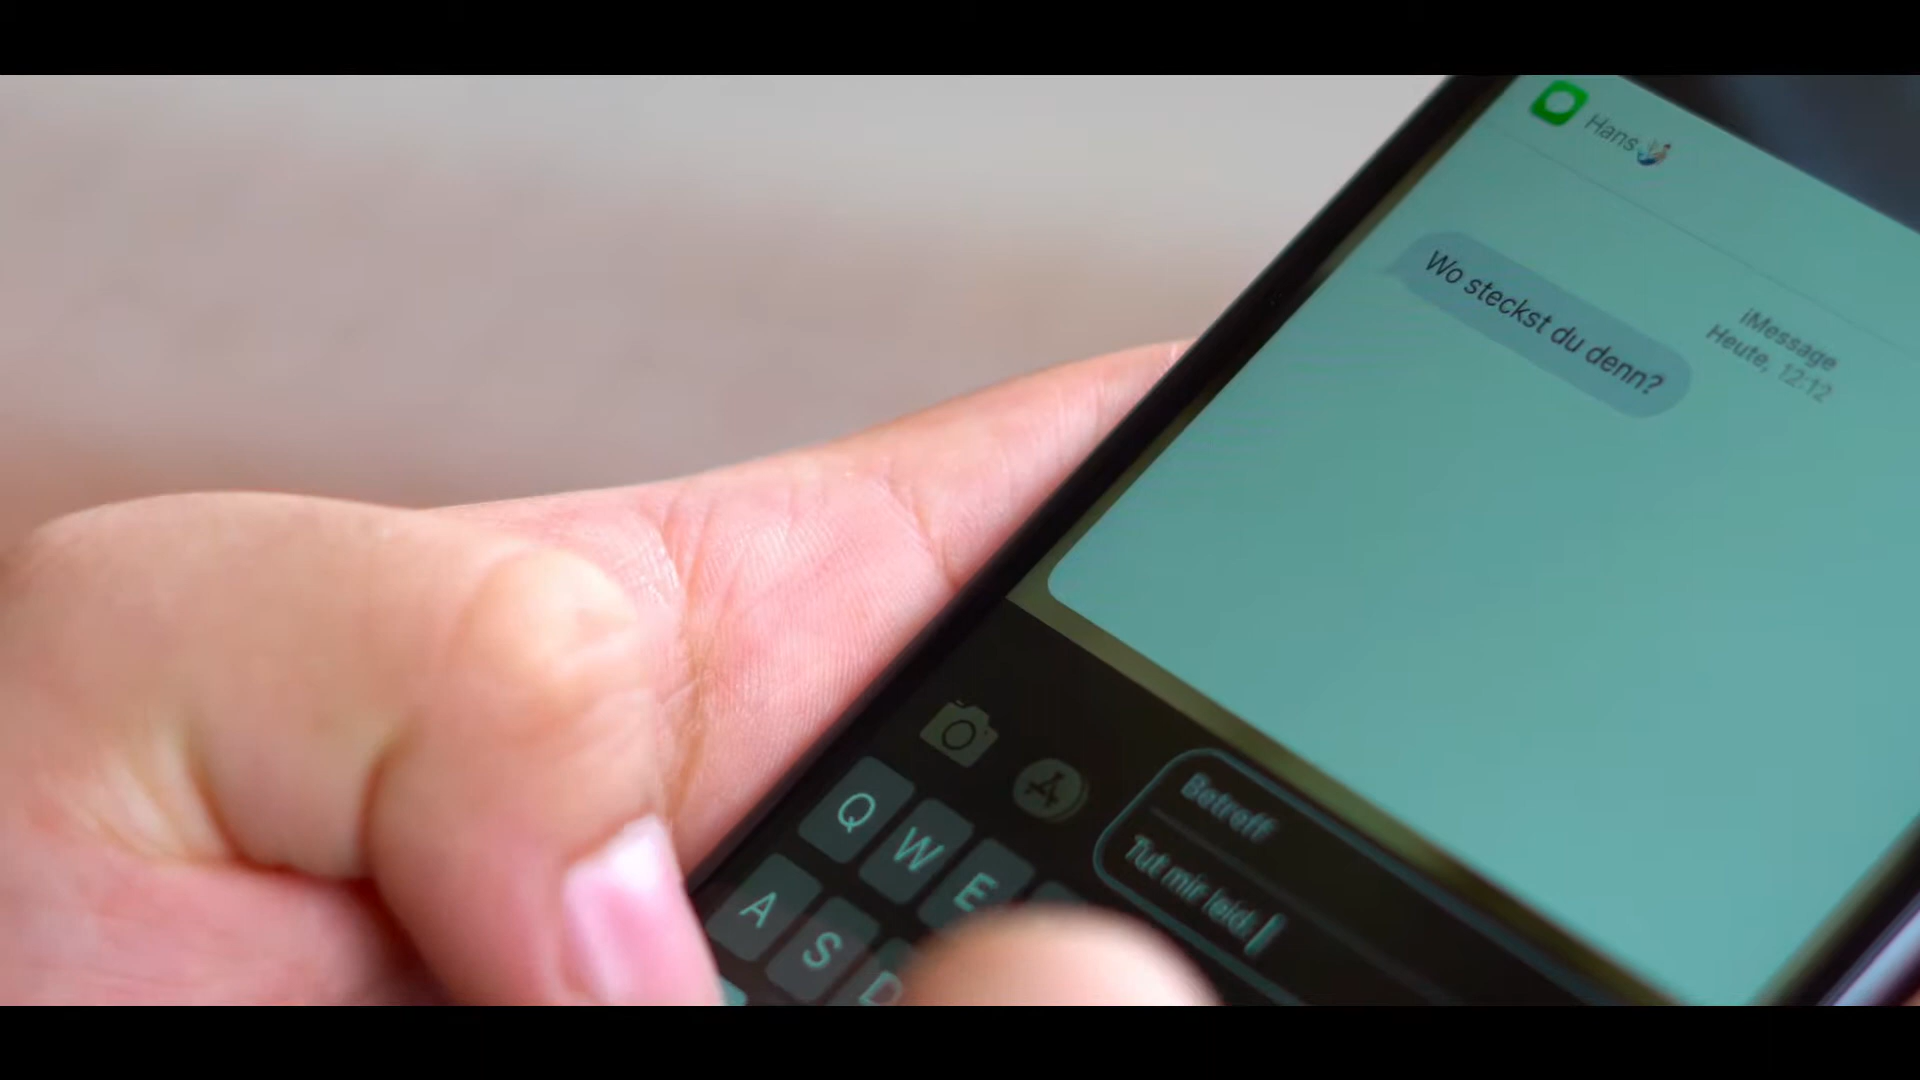 Hans
iMessage
Heute, 12:12
Wo steckst du denn?
Betreff
Tut mir leid.
Q W E
A S D